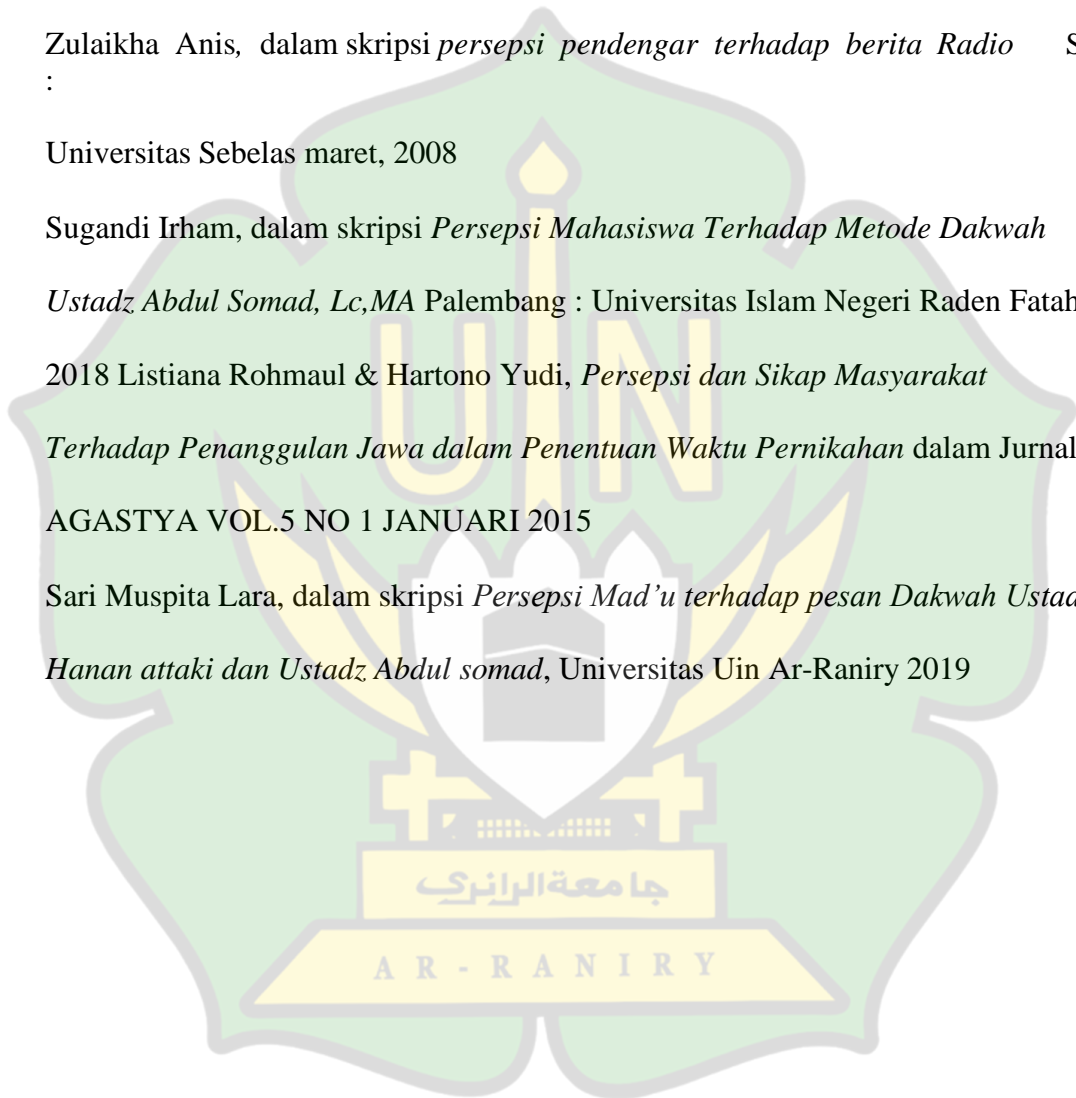 Zulaikha Anis, dalam skripsi persepsi pendengar terhadap berita Radio S
:
Universitas Sebelas maret, 2008
Sugandi Irham, dalam skripsi Persepsi Mahasiswa Terhadap Metode Dakwah
Ustadz Abdul Somad, Lc,MA Palembang : Universitas Islam Negeri Raden Fatah
2018 Listiana Rohmaul & Hartono Yudi, Persepsi dan Sikap Masyarakat
Terhadap Penanggulan Jawa dalam Penentuan Waktu Pernikahan dalam Jurnal
AGASTYA VOL.5 NO 1 JANUARI 2015
Sari Muspita Lara, dalam skripsi Persepsi Mad’u terhadap pesan Dakwah Ustad
Hanan attaki dan Ustadz Abdul somad, Universitas Uin Ar-Raniry 2019
UIN
جامعة الرانري
AR-RANIRY